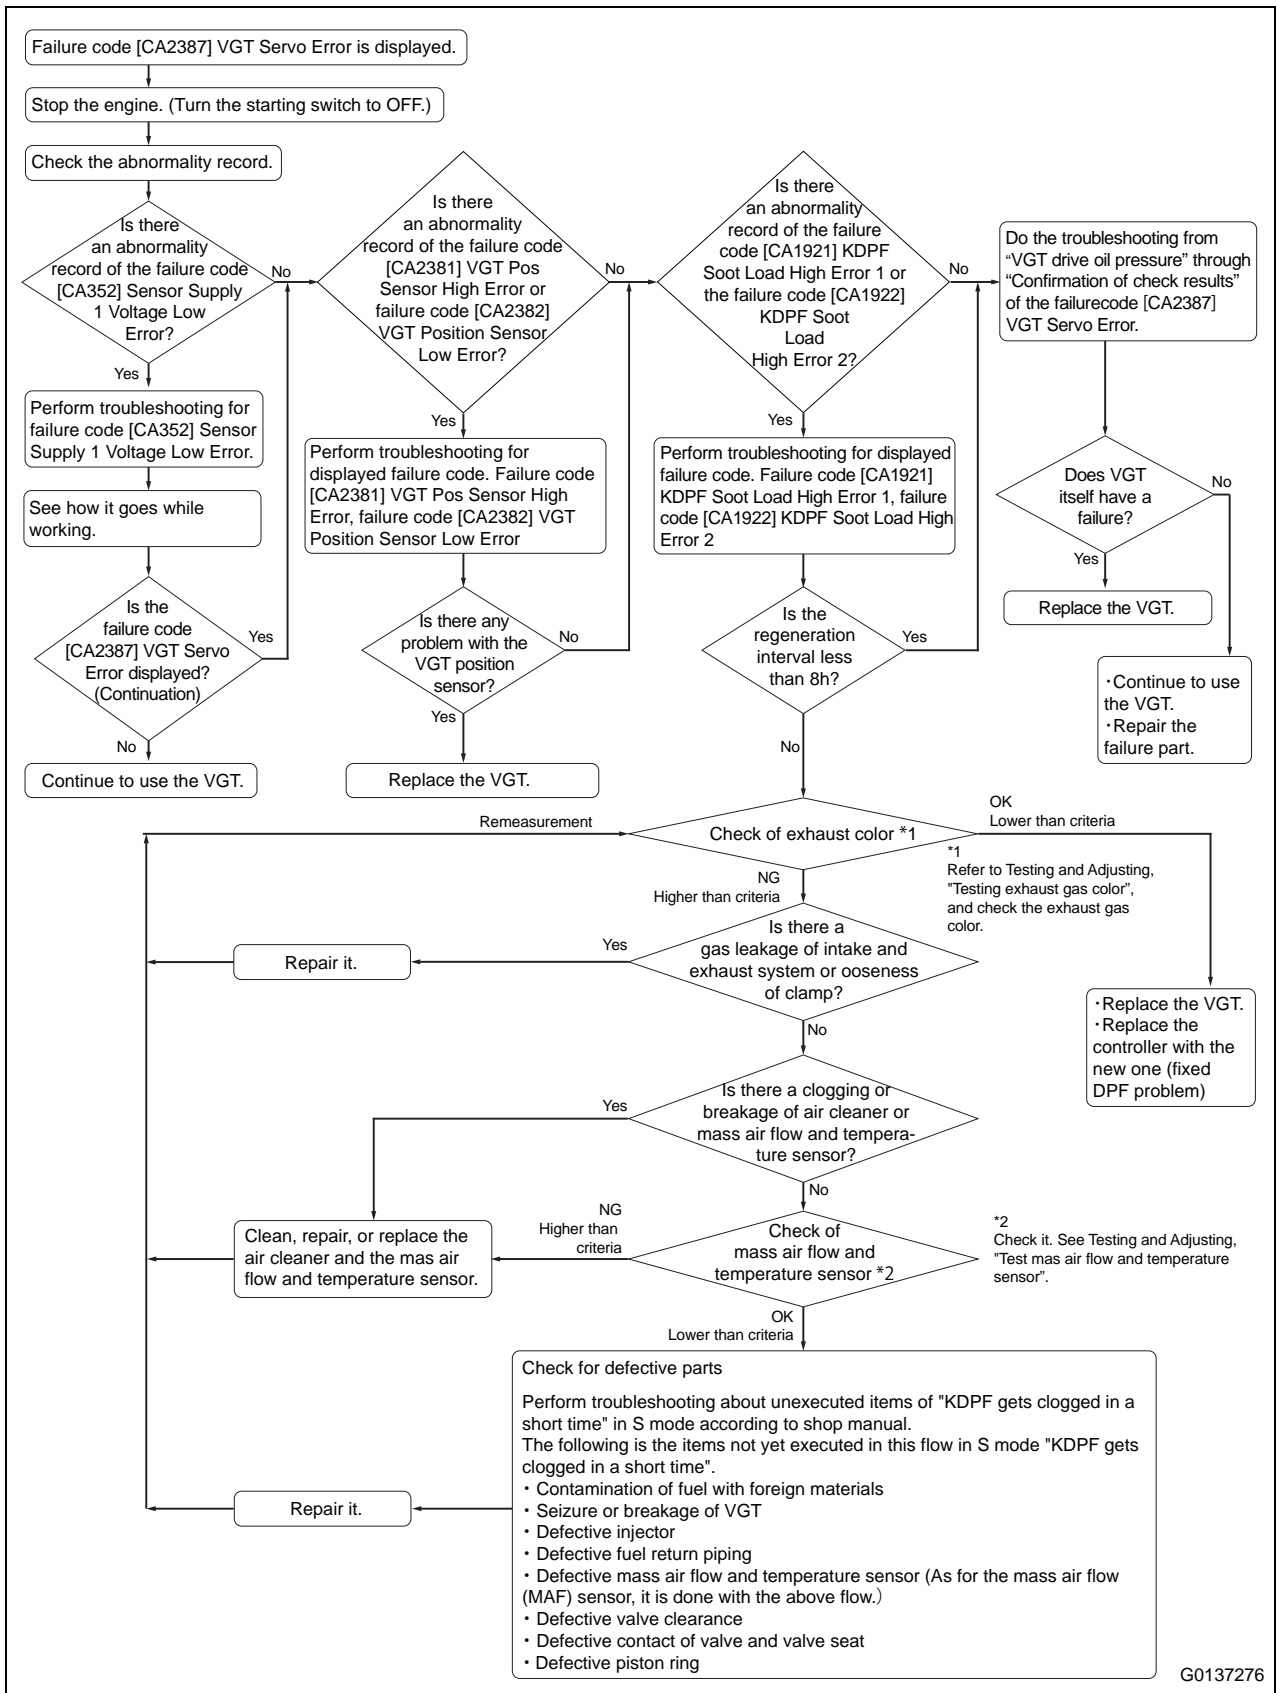 Failure code [CA2387] VGT Servo Error is displayed.
Stop the engine. (Turn the starting switch to OFF.)
Check the abnormality record.
Is there
an abnormality
record of the failure code
[CA352] Sensor Supply
1 Voltage Low
Error?
No
Yes
Perform troubleshooting for
failure code [CA352] Sensor
Supply 1 Voltage Low Error.
See how it goes while
working.
Is the
failure code
[CA2387] VGT Servo
Error displayed?
(Continuation)
Yes
No
Continue to use the VGT.
Is there
an abnormality
record of the failure code
[CA2381] VGT Pos
Sensor High Error or
failure code [CA2382]
VGT Position Sensor
Low Error?
No
Yes
Perform troubleshooting for
displayed failure code. Failure code
[CA2381] VGT Pos Sensor High
Error, failure code [CA2382] VGT
Position Sensor Low Error
Is there any
problem with the
VGT position
sensor?
No
Yes
Replace the VGT.
Is there
an abnormality
record of the failure
code [CA1921] KDPF
Soot Load High Error 1 or
the failure code [CA1922]
KDPF Soot
Load
High Error 2?
No
Yes
Perform troubleshooting for displayed
failure code. Failure code [CA1921]
KDPF Soot Load High Error 1, failure
code [CA1922] KDPF Soot Load High
Error 2
Is the
regeneration
interval less
than 8h?
Yes
No
Do the troubleshooting from
“VGT drive oil pressure” through
“Confirmation of check results”
of the failurecode [CA2387]
VGT Servo Error.
Does VGT
itself have a
failure?
No
Yes
Replace the VGT.
・Continue to use
the VGT.
・Repair the
failure part.
Remeasurement
Check of exhaust color *1
OK
Lower than criteria
*1
Refer to Testing and Adjusting,
"Testing exhaust gas color",
and check the exhaust gas
color.
NG
Higher than criteria
Is there a
gas leakage of intake and
exhaust system or ooseness
of clamp?
Yes
Repair it.
No
・Replace the VGT.
・Replace the
controller with the
new one (fixed
DPF problem)
Is there a clogging or
breakage of air cleaner or
mass air flow and tempera-
ture sensor?
Yes
No
NG
Higher than
criteria
Clean, repair, or replace the
air cleaner and the mas air
flow and temperature sensor.
Check of
mass air flow and
temperature sensor *2
*2
Check it. See Testing and Adjusting,
"Test mas air flow and temperature
sensor".
OK
Lower than criteria
Check for defective parts
Perform troubleshooting about unexecuted items of "KDPF gets clogged in a
short time" in S mode according to shop manual.
The following is the items not yet executed in this flow in S mode "KDPF gets
clogged in a short time".
・Contamination of fuel with foreign materials
・Seizure or breakage of VGT
・Defective injector
・Defective fuel return piping
・Defective mass air flow and temperature sensor (As for the mass air flow
(MAF) sensor, it is done with the above flow.)
・Defective valve clearance
・Defective contact of valve and valve seat
・Defective piston ring
Repair it.
G0137276